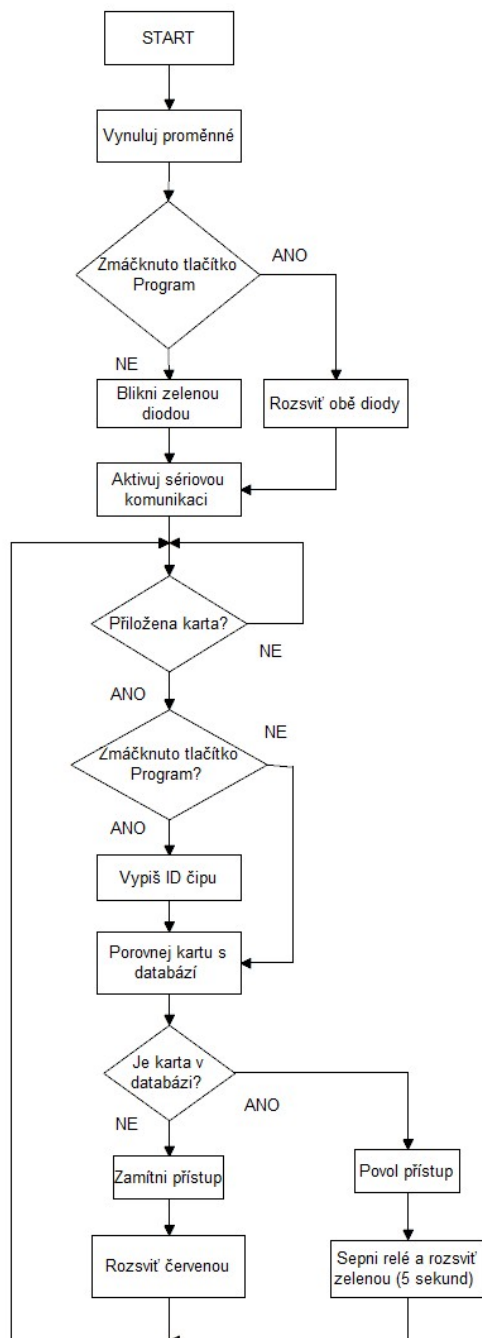 START
Vynuluj proměnné
Zmáčknuto tlačítko
Program
ANO
NE
Blikni zelenou
diodou
Rozsviť obě diody
Aktivuj sériovou
komunikaci
Přiložena karta?
NE
ANO
Zmáčknuto tlačítko
Program?
NE
ANO
Vypiš ID čipu
Porovnej kartu s
databází
Je karta v
databázi?
ANO
NE
Zamítni přístup
Povol přístup
Rozsviť červenou
Sepni relé a rozsviť
zelenou (5 sekund)